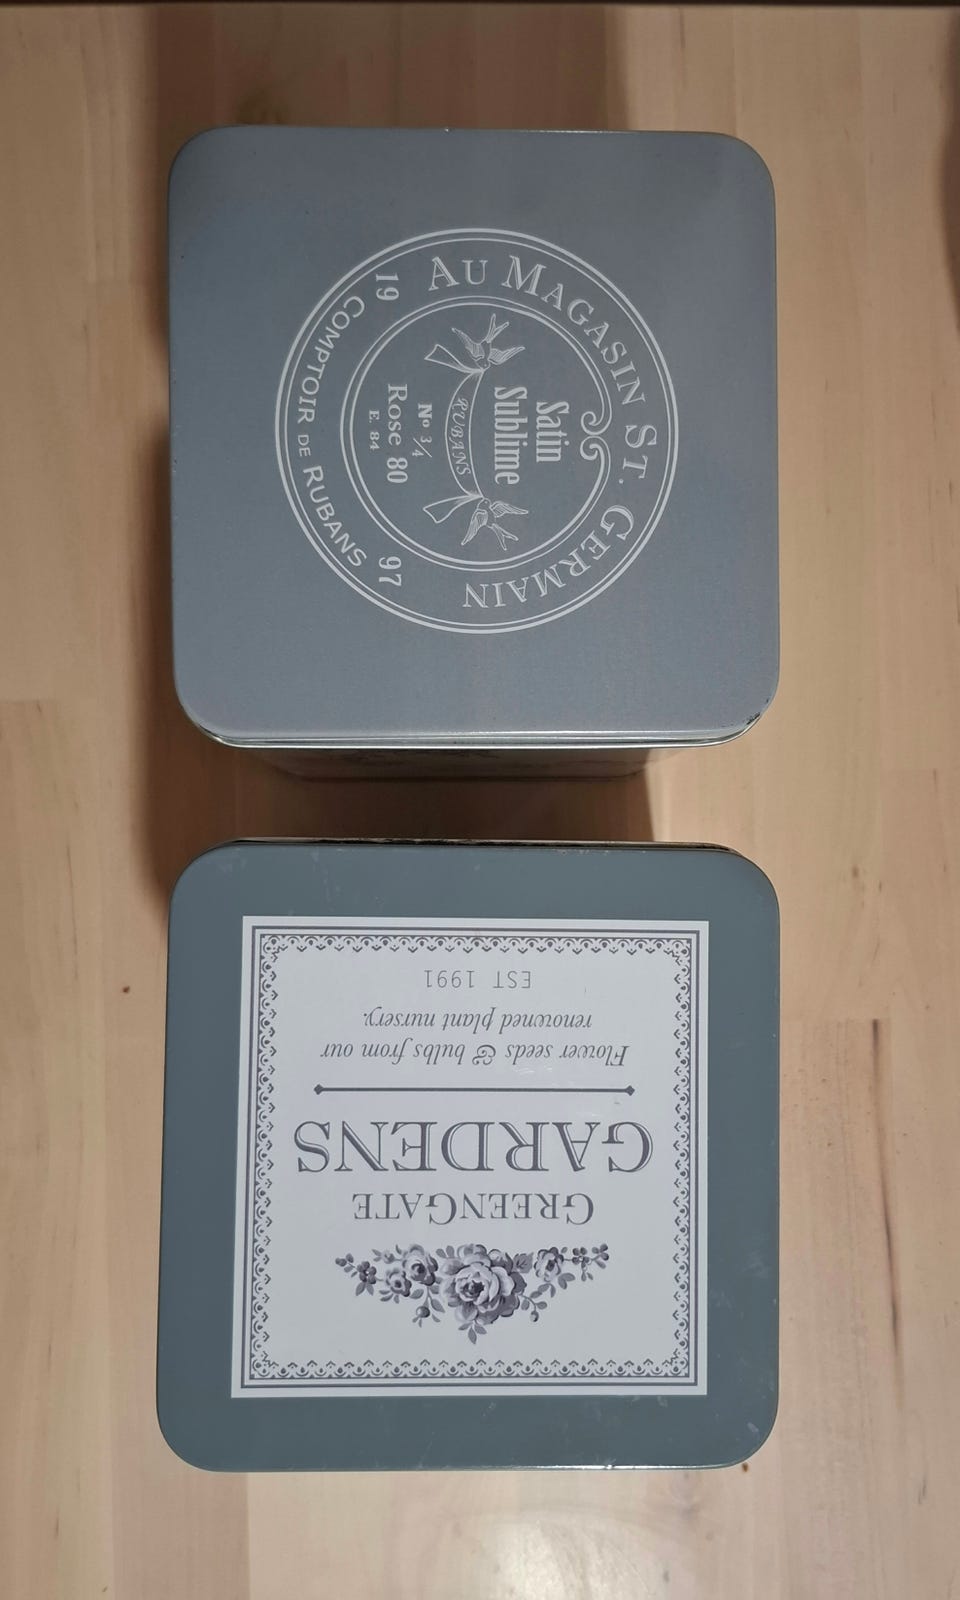 AU MAGASIN ST. GERMAIN
19 97
COMPTOIR DE RUBANS
Satin
Sublime
RUBANS
No 3/4
Rose 80
E. 84
GREENGATE
GARDENS
Flower seeds & bulbs from our
renowned plant nursery.
EST 1991